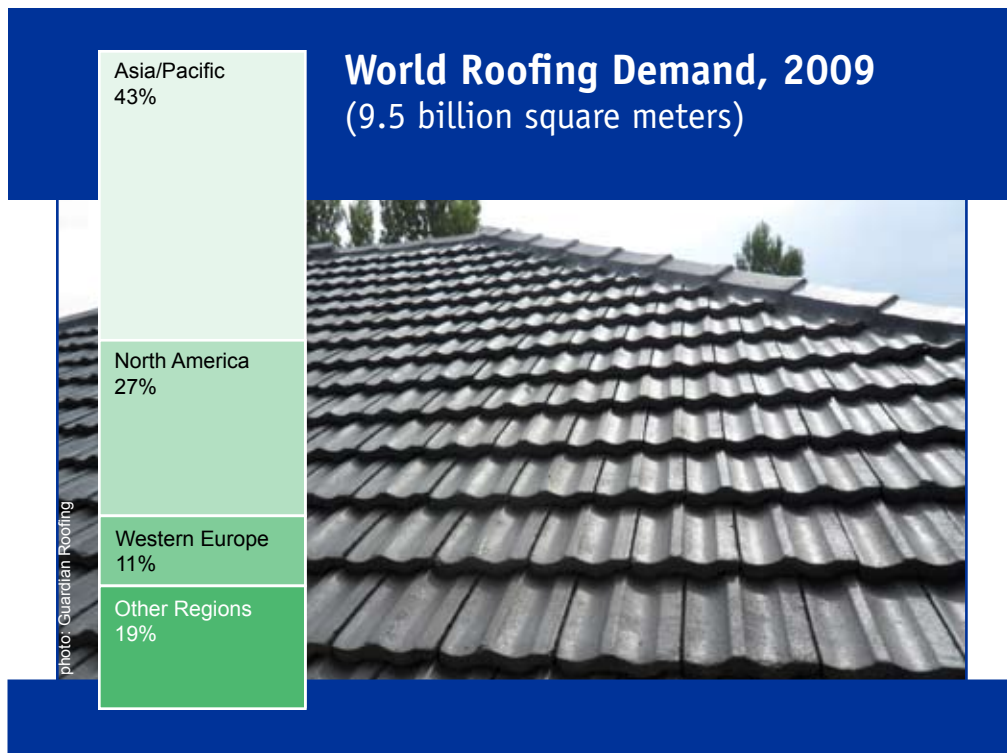 World Roofing Demand, 2009
(9.5 billion square meters)
Asia/Pacific
43%
North America
27%
Western Europe
11%
Other Regions
19%
photo: Guardian Roofing